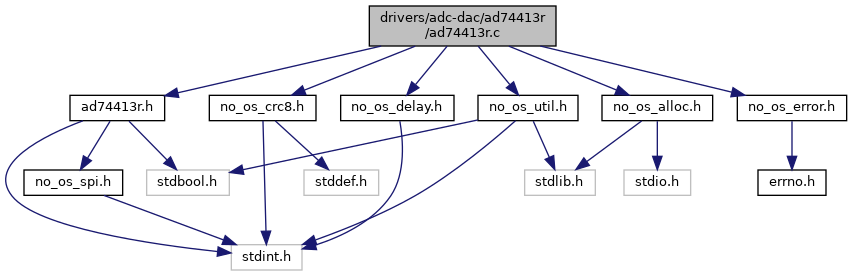 drivers/adc-dac/ad74413r
/ad74413r.c
ad74413r.h
no_os_crc8.h
no_os_delay.h
no_os_util.h
no_os_alloc.h
no_os_error.h
no_os_spi.h
stdbool.h
stddef.h
stdlib.h
stdio.h
errno.h
stdint.h